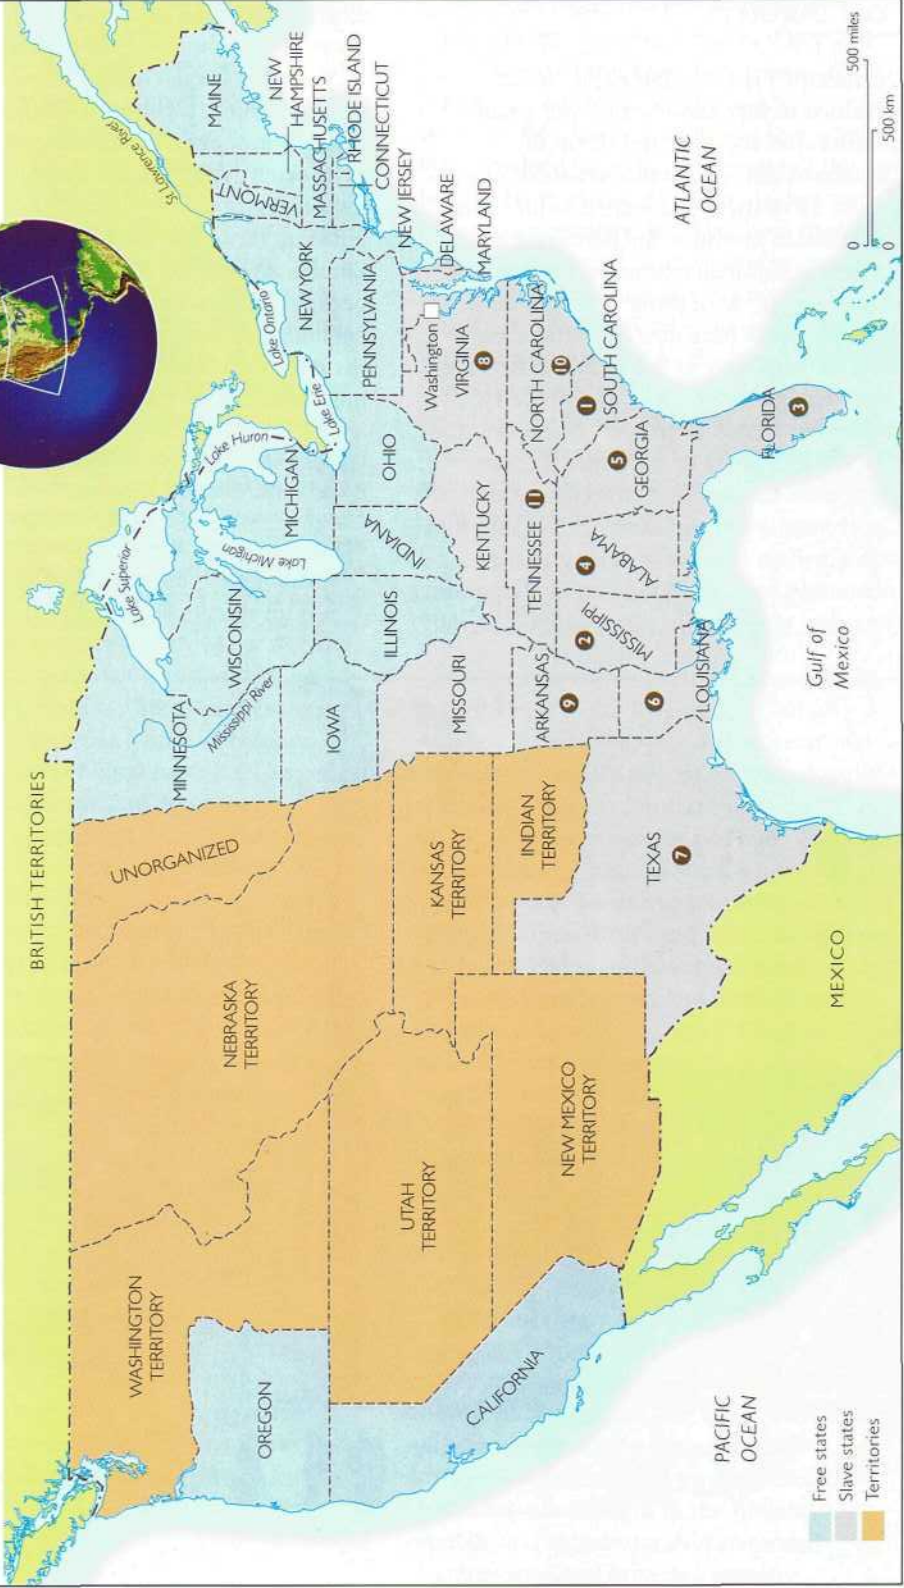 BRITISH TERRITORIES
WASHINGTON
TERRITORY
OREGON
CALIFORNIA
UTAH
TERRITORY
NEBRASKA
TERRITORY
UNORGANIZED
NEW MEXICO
TERRITORY
KANSAS
TERRITORY
INDIAN
TERRITORY
TEXAS
7
MINNESOTA
Mississippi River
IOWA
WISCONSIN
ILLINOIS
MISSOURI
ARKANSAS
9
6
LOUISIANA
Lake Superior
Lake Michigan
Lake Huron
MICHIGAN
INDIANA
OHIO
Lake Erie
Lake Ontario
St Lawrence River
KENTUCKY
TENNESSEE
11
2
MISSISSIPPI
4
ALABAMA
5
GEORGIA
3
FLORIDA
1
SOUTH CAROLINA
NORTH CAROLINA
10
VIRGINIA
8
Washington
PENNSYLVANIA
NEW YORK
VERMONT
MAINE
NEW
HAMPSHIRE
MASSACHUSETTS
RHODE ISLAND
CONNECTICUT
NEW JERSEY
DELAWARE
MARYLAND
ATLANTIC
OCEAN
Gulf of
Mexico
MEXICO
PACIFIC
OCEAN
Free states
Slave states
Territories
0 500 miles
0 500 km